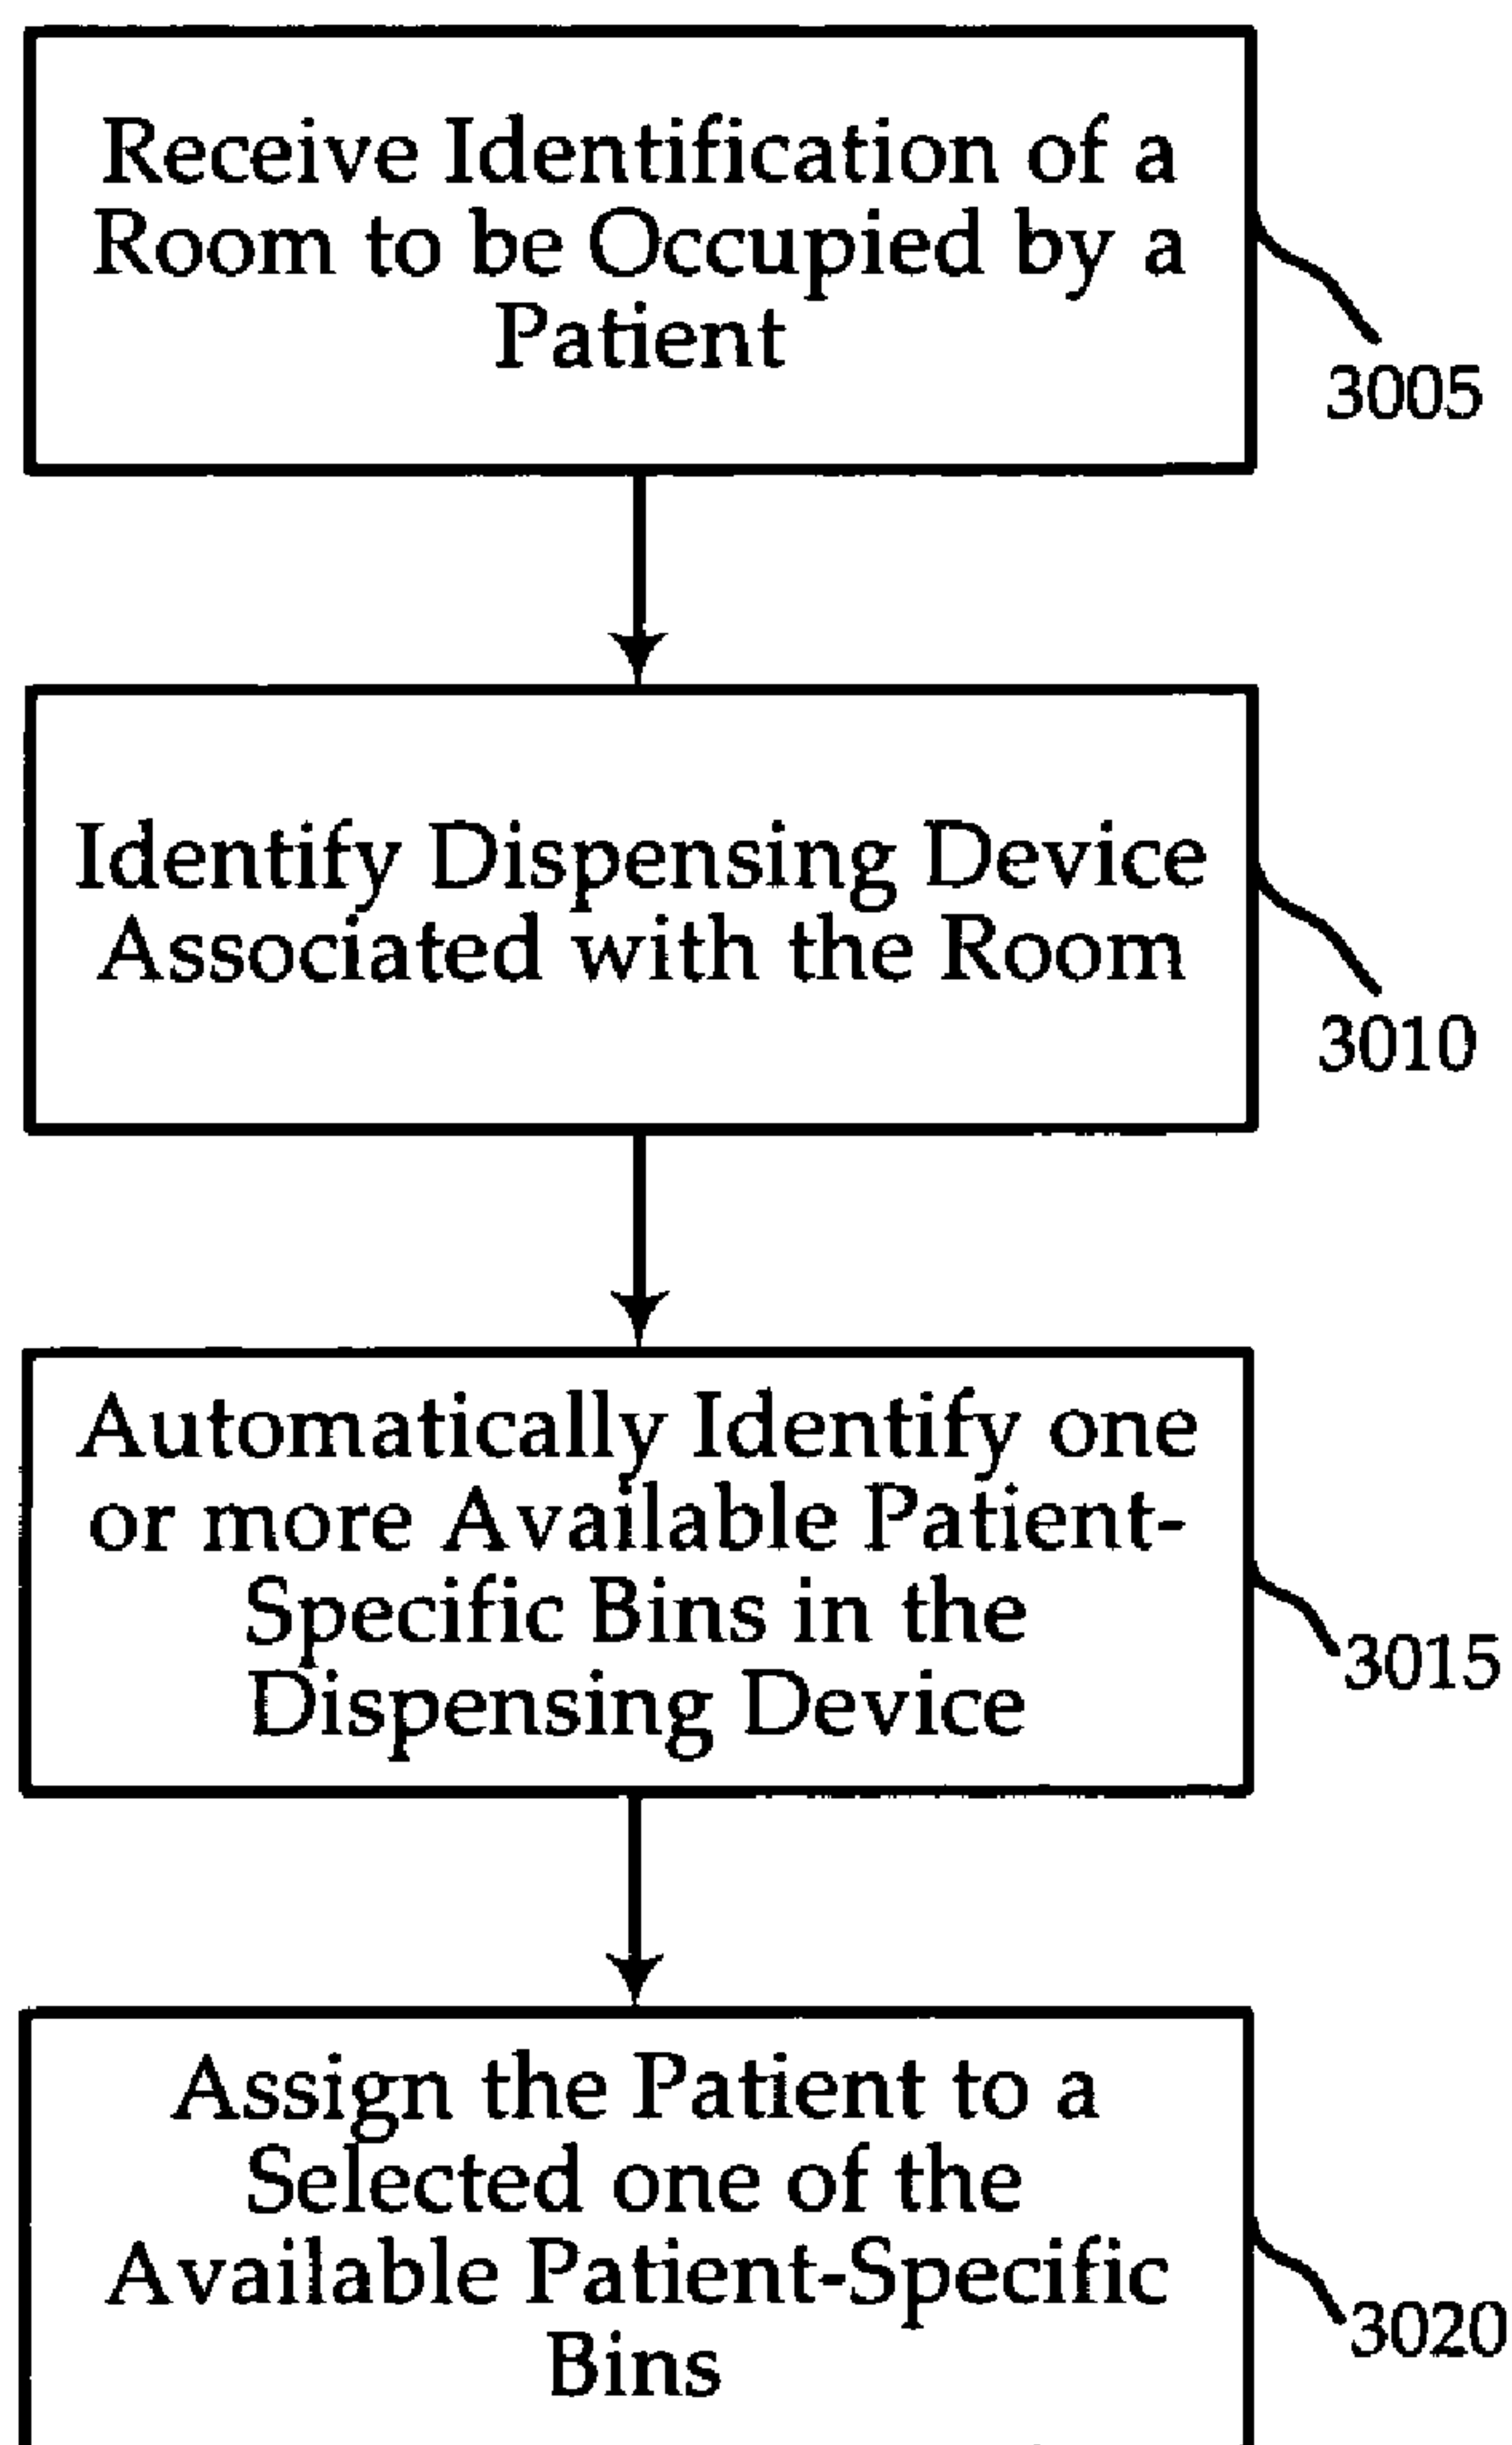 Receive Identification of a
Room to be Occupied by a
Patient
3005
Identify Dispensing Device
Associated with the Room
3010
Automatically Identify one
or more Available Patient-
Specific Bins in the
Dispensing Device
3015
Assign the Patient to a
Selected one of the
Available Patient-Specific
Bins
3020